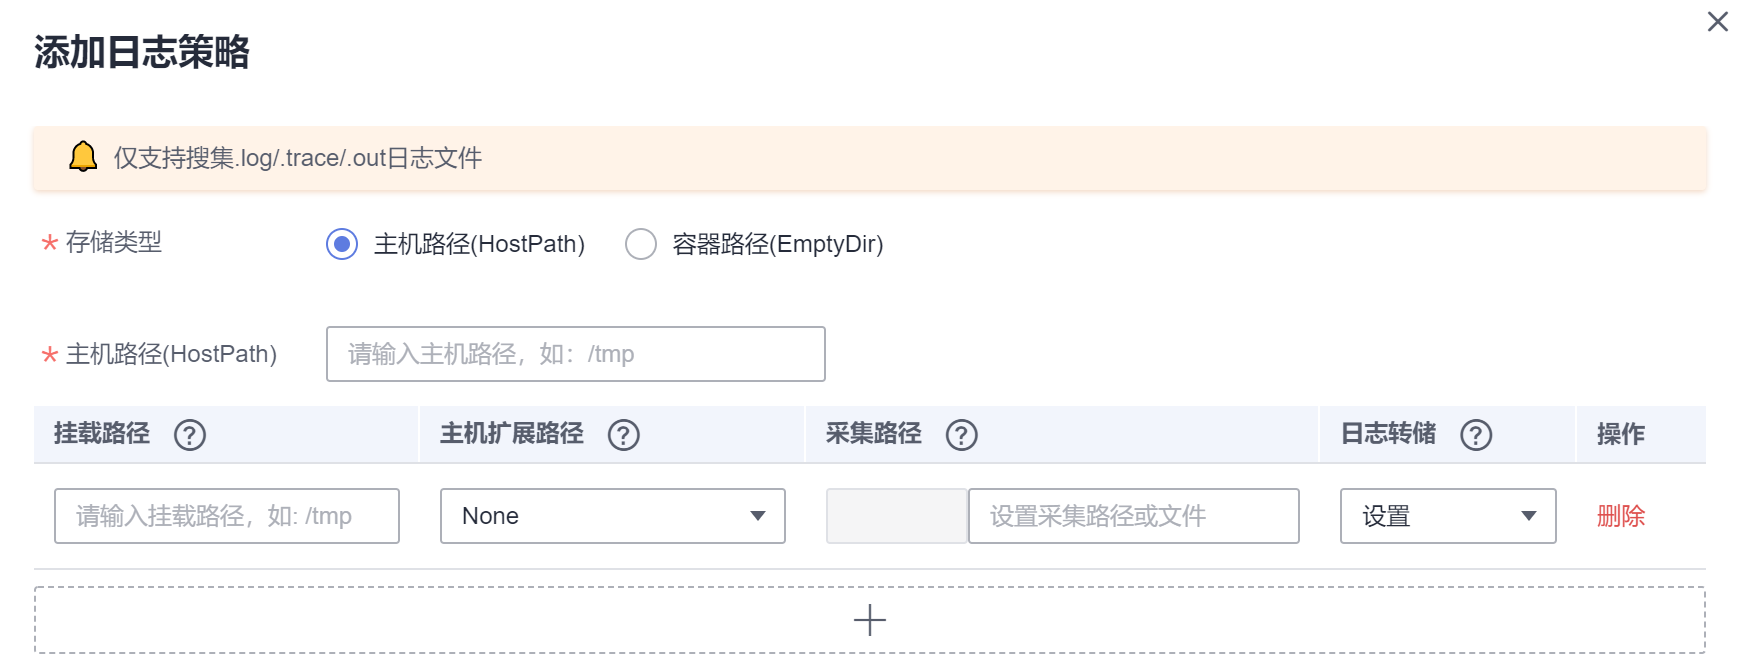 添加日志策略
仅支持搜集.log/.trace/.out日志文件
* 存储类型 主机路径(HostPath) 容器路径(EmptyDir)
* 主机路径(HostPath) 请输入主机路径，如：/tmp
挂载路径 ? 主机扩展路径 ? 采集路径 ? 日志转储 ? 操作
请输入挂载路径，如: /tmp None 设置采集路径或文件 设置 删除